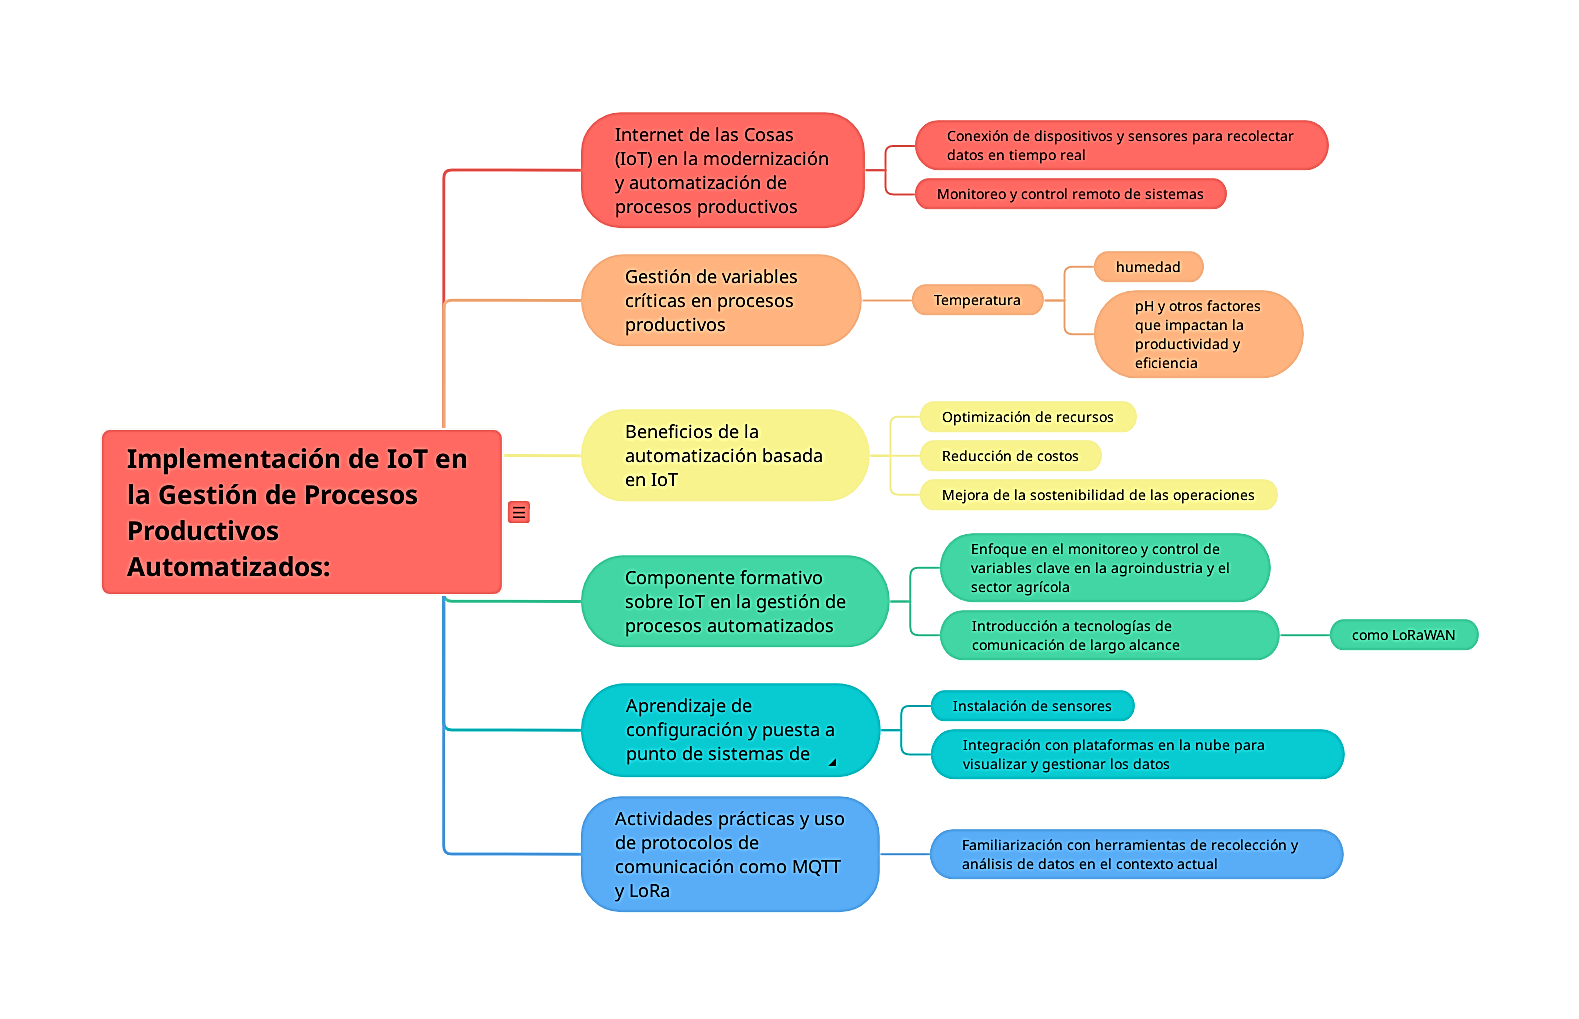 Implementación de IoT en
la Gestión de Procesos
Productivos
Automatizados:
Internet de las Cosas
(IoT) en la modernización
y automatización de
procesos productivos
Conexión de dispositivos y sensores para recolectar
datos en tiempo real
Monitoreo y control remoto de sistemas
Gestión de variables
críticas en procesos
productivos
Temperatura
humedad
pH y otros factores
que impactan la
productividad y
eficiencia
Beneficios de la
automatización basada
en IoT
Optimización de recursos
Reducción de costos
Mejora de la sostenibilidad de las operaciones
Componente formativo
sobre IoT en la gestión de
procesos automatizados
Enfoque en el monitoreo y control de
variables clave en la agroindustria y el
sector agrícola
Introducción a tecnologías de
comunicación de largo alcance
como LoRaWAN
Aprendizaje de
configuración y puesta a
punto de sistemas de
Instalación de sensores
Integración con plataformas en la nube para
visualizar y gestionar los datos
Actividades prácticas y uso
de protocolos de
comunicación como MQTT
y LoRa
Familiarización con herramientas de recolección y
análisis de datos en el contexto actual